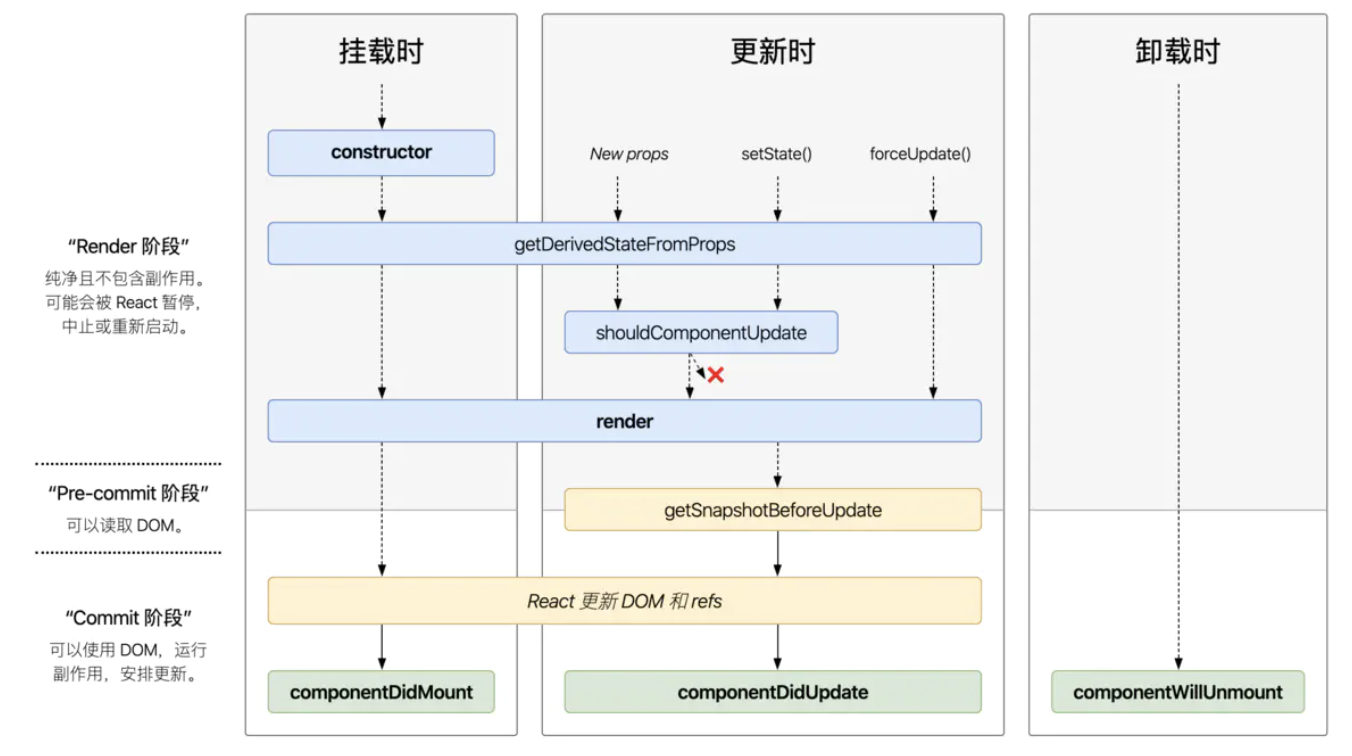 挂载时
更新时
卸载时
constructor
New props
setState()
forceUpdate()
“Render 阶段”
纯净且不包含副作用。
可能会被 React 暂停，
中止或重新启动。
getDerivedStateFromProps
shouldComponentUpdate
render
“Pre-commit 阶段”
可以读取 DOM。
getSnapshotBeforeUpdate
“Commit 阶段”
可以使用 DOM，运行
副作用，安排更新。
React 更新 DOM 和 refs
componentDidMount
componentDidUpdate
componentWillUnmount